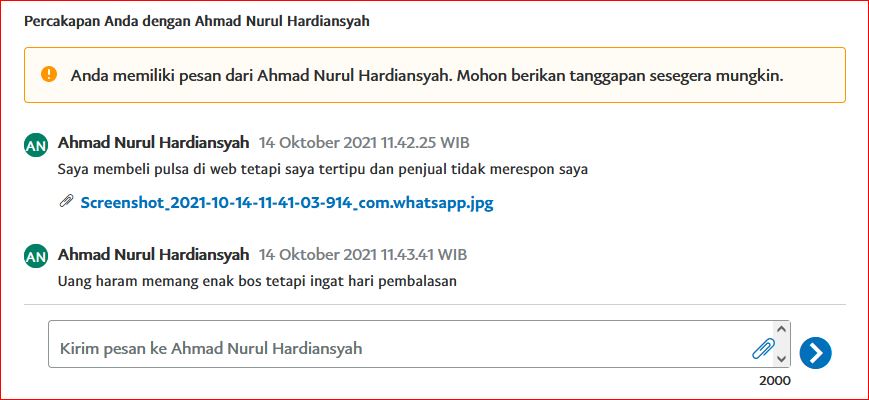 Percakapan Anda dengan Ahmad Nurul Hardiansyah
Anda memiliki pesan dari Ahmad Nurul Hardiansyah. Mohon berikan tanggapan sesegera mungkin.
AN Ahmad Nurul Hardiansyah 14 Oktober 2021 11.42.25 WIB
Saya membeli pulsa di web tetapi saya tertipu dan penjual tidak merespon saya
Screenshot_2021-10-14-11-41-03-914_com.whatsapp.jpg
AN Ahmad Nurul Hardiansyah 14 Oktober 2021 11.43.41 WIB
Uang haram memang enak bos tetapi ingat hari pembalasan
Kirim pesan ke Ahmad Nurul Hardiansyah
2000